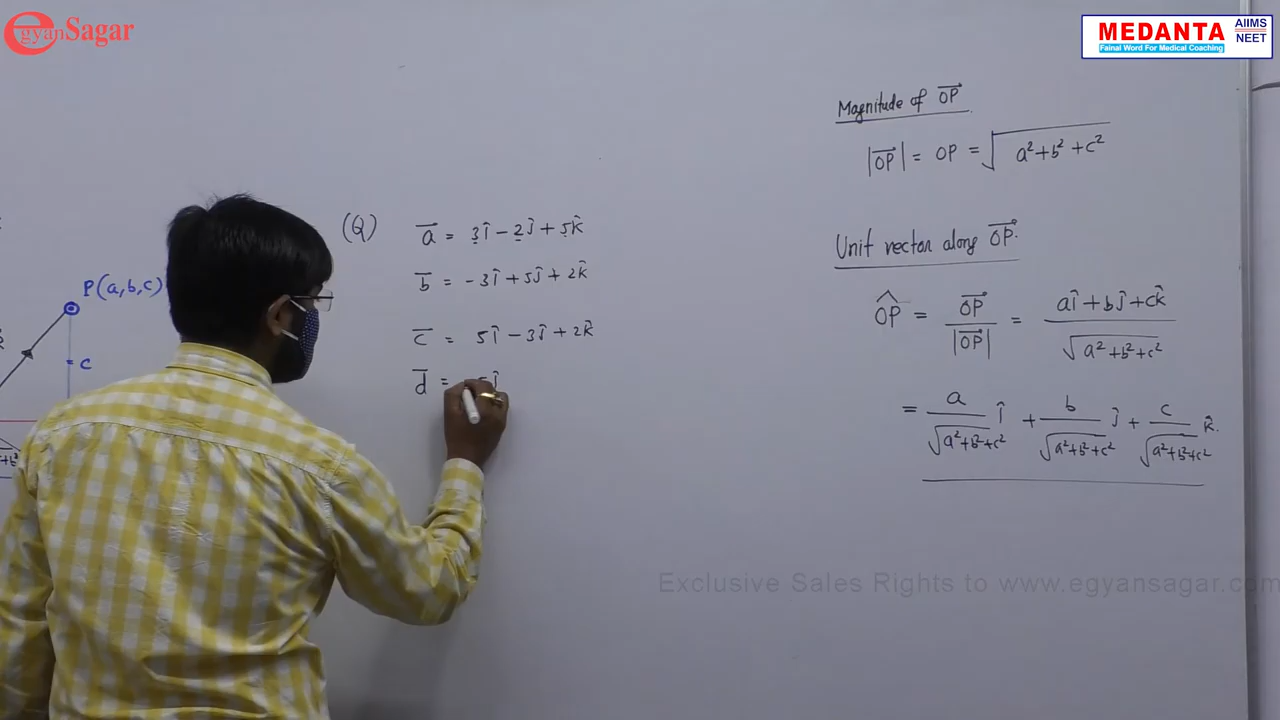 egyanSagar
MEDANTA
Fainal Word For Medical Coaching
AIIMS
NEET
Magnitude of OP
|OP| = OP = √a²+b²+c²
(Q) a = 3î − 2ĵ + 5k̂
b = -3î + 5ĵ + 2k̂
c = 5î − 3ĵ + 2k̂
d =
Unit vector along OP.
OP = OP / |OP| = aî + bĵ + ck̂ / √a²+b²+c²
= a/√a²+b²+c² î + b/√a²+b²+c² ĵ + c/√a²+b²+c² k̂.
P(a,b,c)
c
Exclusive Sales Rights to www.egyansagar.com